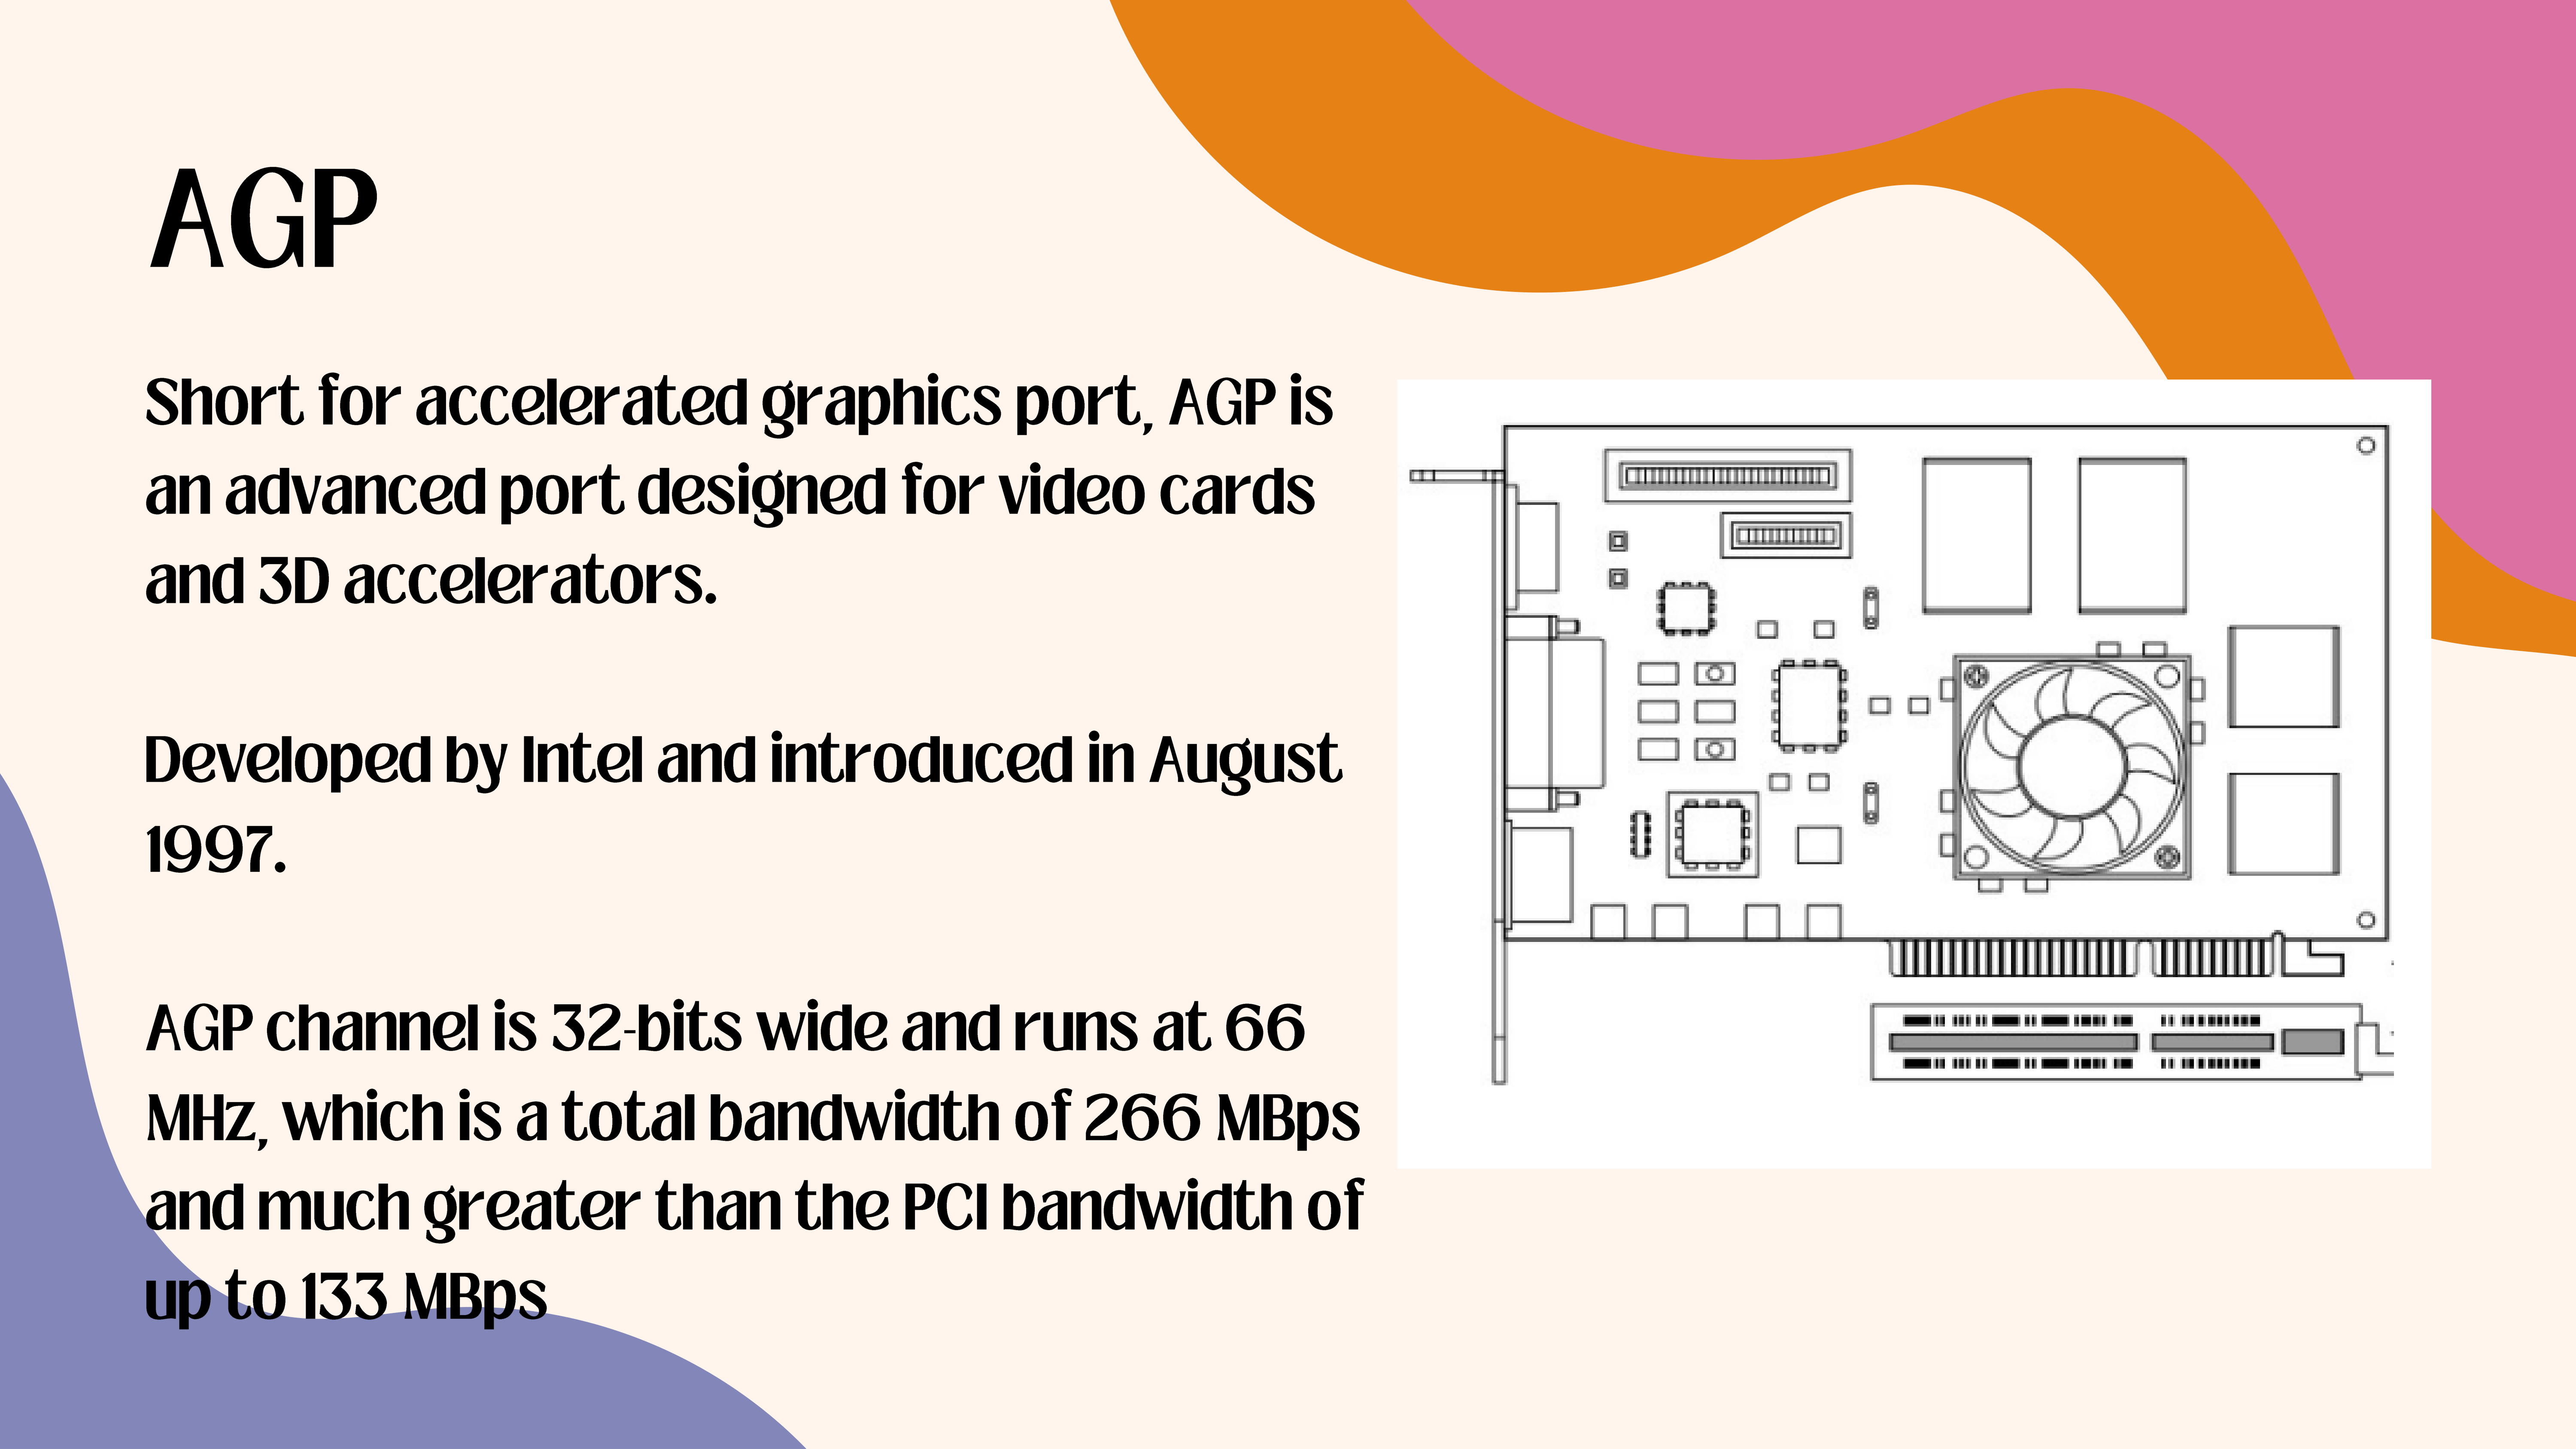 AGP
Short for accelerated graphics port, AGP is
an advanced port designed for video cards
and 3D accelerators.
Developed by Intel and introduced in August
1997.
AGP channel is 32-bits wide and runs at 66
MHz, which is a total bandwidth of 266 MBps
and much greater than the PCI bandwidth of
up to 133 MBps